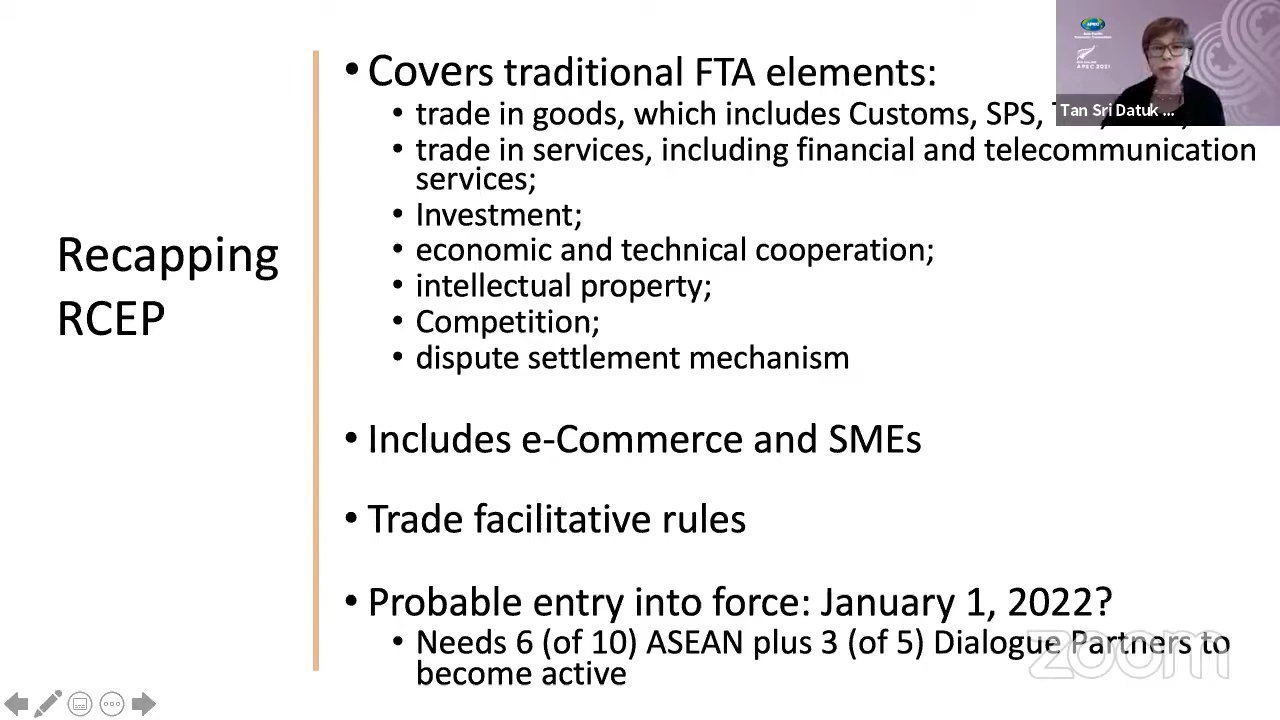 Recapping
RCEP
• Covers traditional FTA elements:
• trade in goods, which includes Customs, SPS,
• trade in services, including financial and telecommunication
services;
• Investment;
• economic and technical cooperation;
• intellectual property;
• Competition;
• dispute settlement mechanism
• Includes e-Commerce and SMEs
• Trade facilitative rules
• Probable entry into force: January 1, 2022?
• Needs 6 (of 10) ASEAN plus 3 (of 5) Dialogue Partners to
become active
APEC
APEC 2021
Tan Sri Datuk ...
zoom